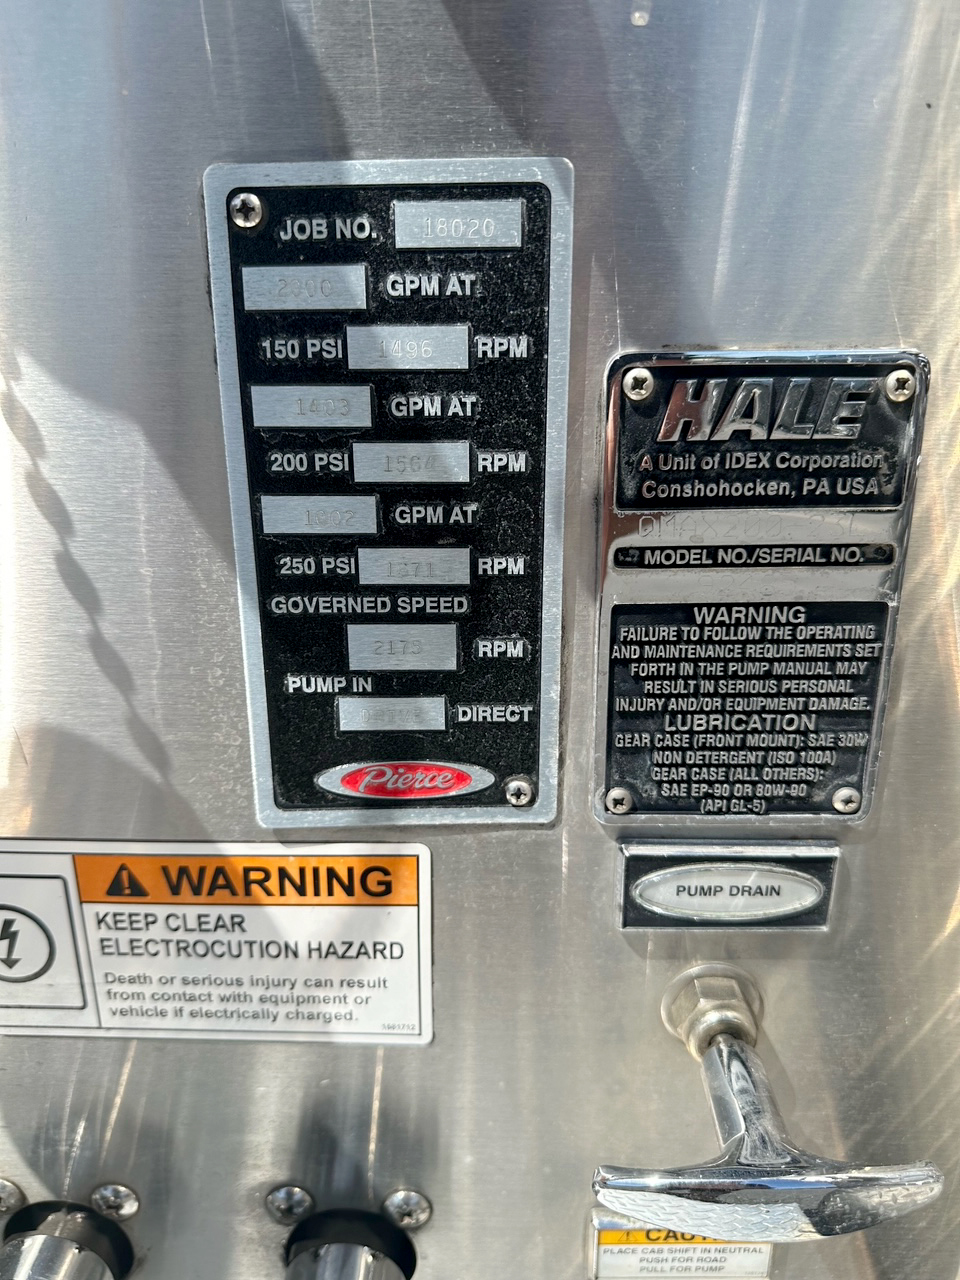 JOB NO. 18020
2000 GPM AT
150 PSI 1496 RPM
1403 GPM AT
200 PSI 1564 RPM
1002 GPM AT
250 PSI 1671 RPM
GOVERNED SPEED
2175 RPM
PUMP IN
DIRECT
Pierce
HALE
A Unit of IDEX Corporation
Conshohocken, PA USA
MODEL NO./SERIAL NO.
WARNING
FAILURE TO FOLLOW THE OPERATING
AND MAINTENANCE REQUIREMENTS SET
FORTH IN THE PUMP MANUAL MAY
RESULT IN SERIOUS PERSONAL
INJURY AND/OR EQUIPMENT DAMAGE.
LUBRICATION
GEAR CASE (FRONT MOUNT): SAE 30W
NON DETERGENT (ISO 100A)
GEAR CASE (ALL OTHERS):
SAE EP-90 OR 80W-90
(API GL-5)
PUMP DRAIN
WARNING
KEEP CLEAR
ELECTROCUTION HAZARD
Death or serious injury can result
from contact with equipment or
vehicle if electrically charged.
PLACE CAB SHIFT IN NEUTRAL
PUSH FOR ROAD
PULL FOR PUMP